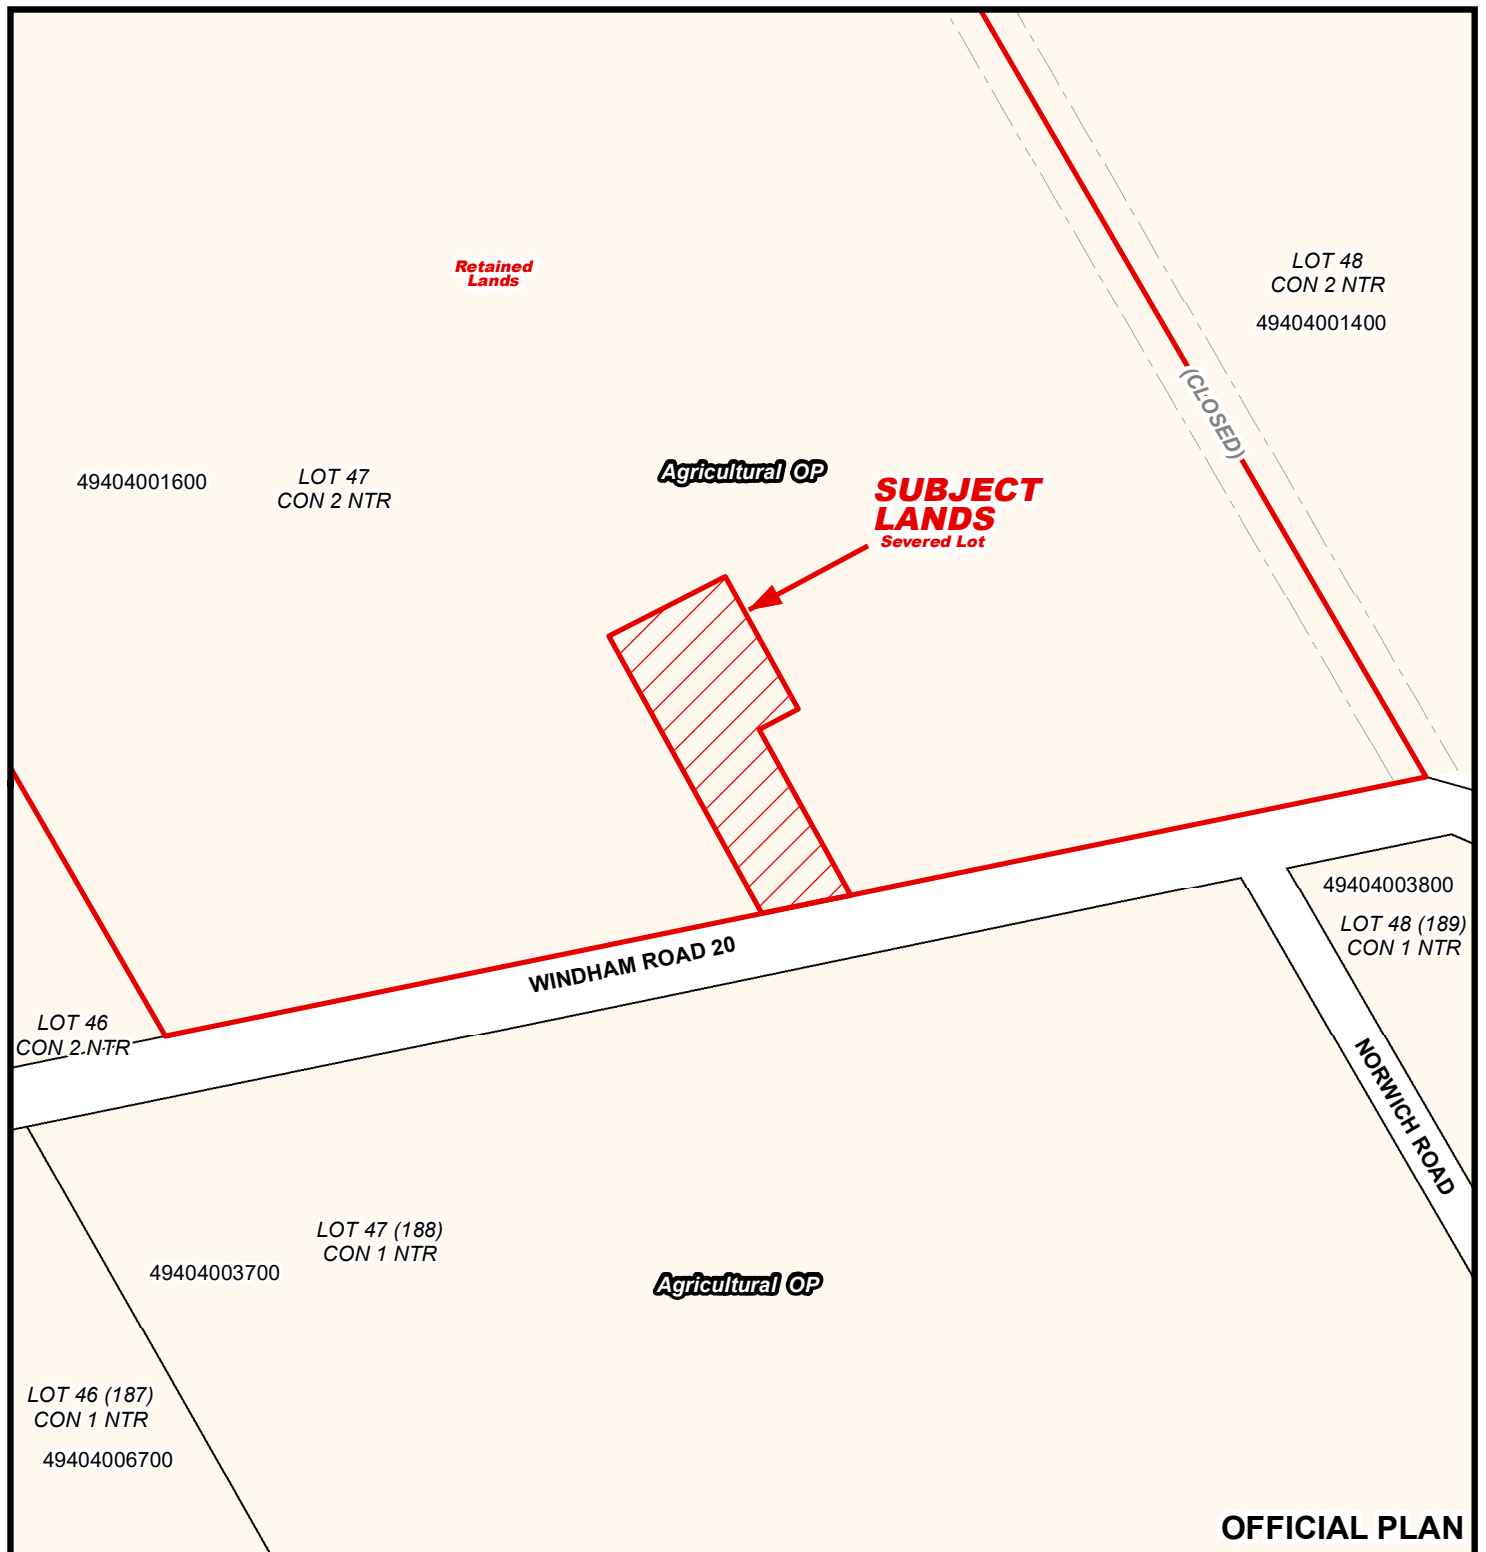 Retained
Lands
LOT 48
CON 2 NTR
49404001400
(CLOSED)
49404001600
LOT 47
CON 2 NTR
Agricultural OP
SUBJECT
LANDS
Severed Lot
49404003800
LOT 48 (189)
CON 1 NTR
WINDHAM ROAD 20
LOT 46
CON 2 NTR
NORWICH ROAD
LOT 47 (188)
CON 1 NTR
49404003700
Agricultural OP
LOT 46 (187)
CON 1 NTR
49404006700
OFFICIAL PLAN